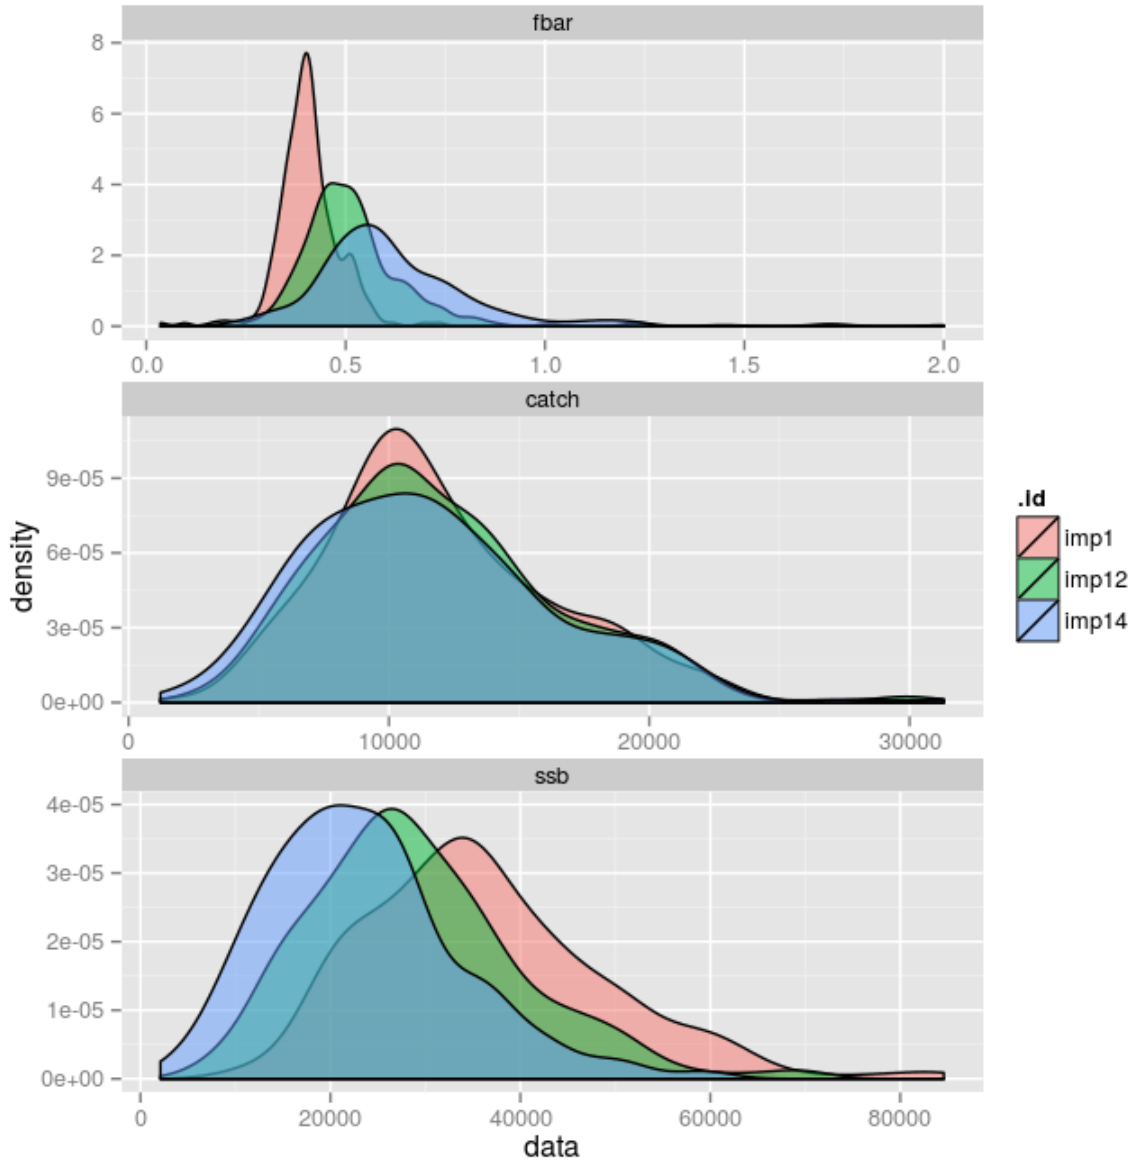 fbar
8
6
4
2
0
0.0 0.5 1.0 1.5 2.0
catch
9e-05
6e-05
3e-05
0e+00
0 10000 20000 30000
ssb
4e-05
3e-05
2e-05
1e-05
0e+00
0 20000 40000 60000 80000
data
density
.id
imp1
imp12
imp14